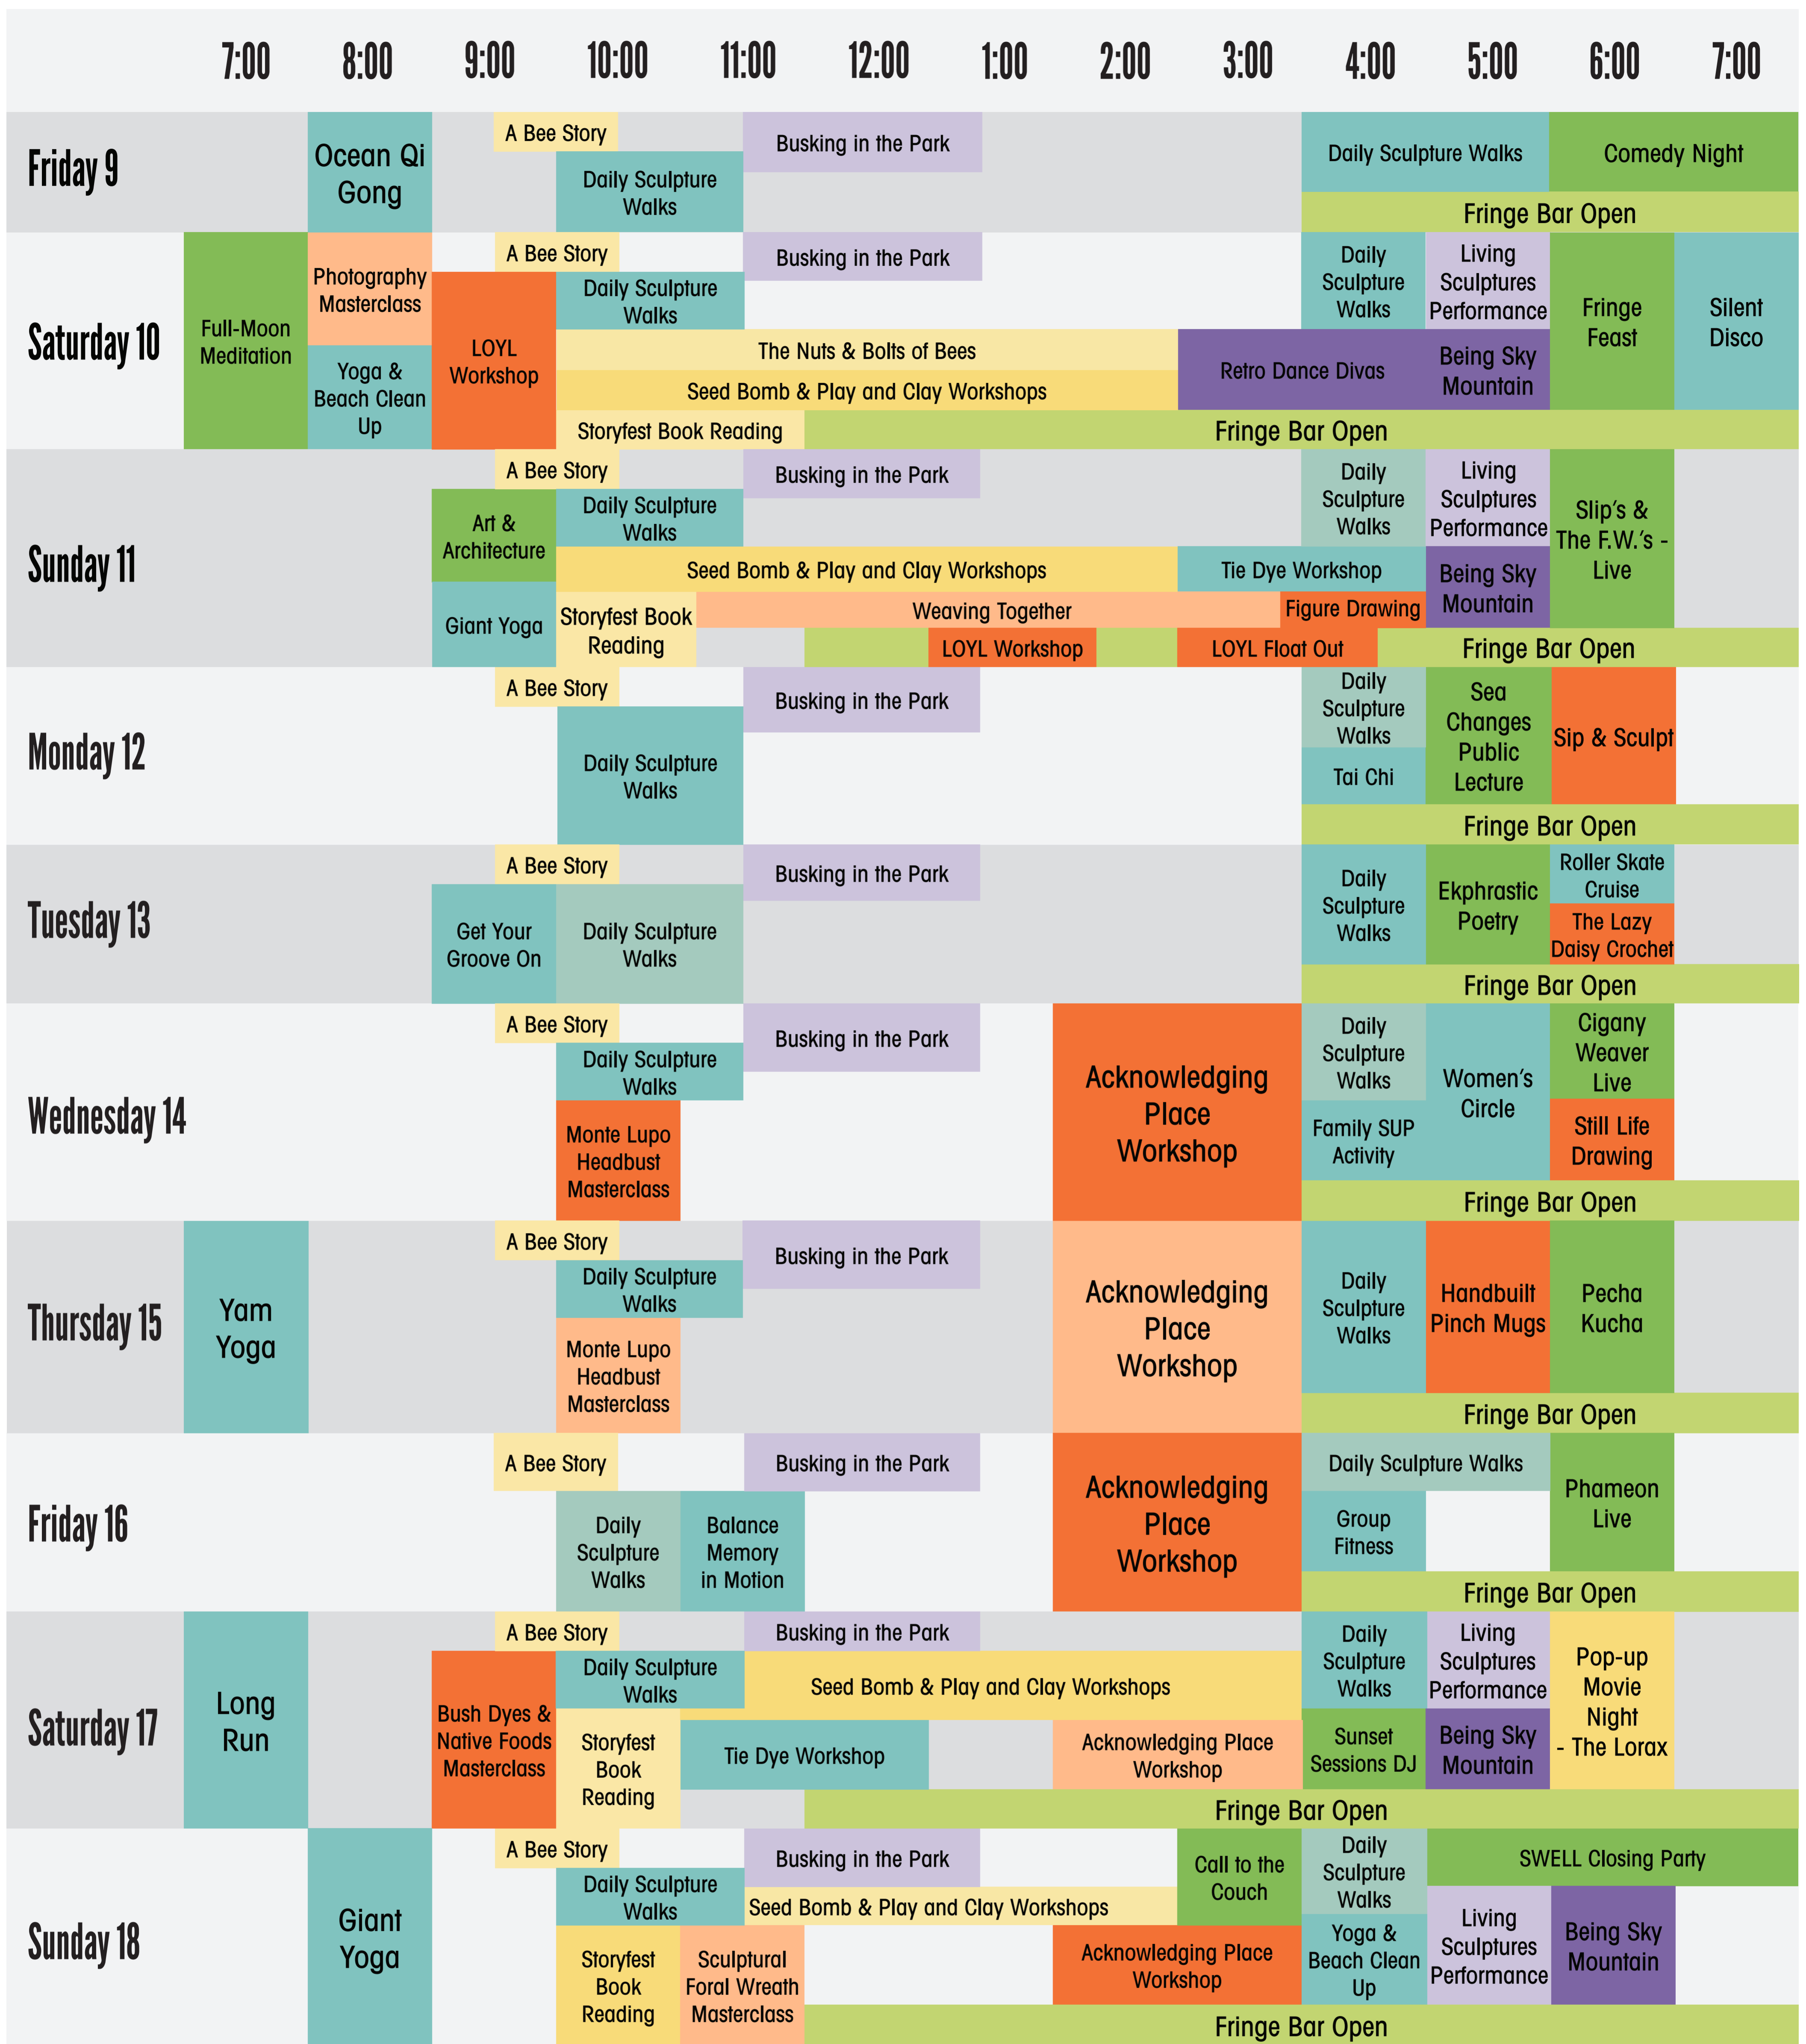 7:00 8:00 9:00 10:00 11:00 12:00 1:00 2:00 3:00 4:00 5:00 6:00 7:00
Friday 9
Ocean Qi
Gong
A Bee Story
Daily Sculpture
Walks
Busking in the Park
Daily Sculpture Walks
Comedy Night
Fringe Bar Open
Saturday 10
Full-Moon
Meditation
Photography
Masterclass
Yoga &
Beach Clean
Up
LOYL
Workshop
A Bee Story
Daily Sculpture
Walks
Busking in the Park
The Nuts & Bolts of Bees
Seed Bomb & Play and Clay Workshops
Storyfest Book Reading
Retro Dance Divas
Daily
Sculpture
Walks
Living
Sculptures
Performance
Being Sky
Mountain
Fringe
Feast
Silent
Disco
Fringe Bar Open
Sunday 11
Art &
Architecture
Giant Yoga
A Bee Story
Daily Sculpture
Walks
Busking in the Park
Seed Bomb & Play and Clay Workshops
Tie Dye Workshop
Storyfest Book
Reading
Weaving Together
Figure Drawing
LOYL Workshop
LOYL Float Out
Daily
Sculpture
Walks
Living
Sculptures
Performance
Being Sky
Mountain
Slip's &
The F.W.'s -
Live
Fringe Bar Open
Monday 12
A Bee Story
Daily Sculpture
Walks
Busking in the Park
Daily
Sculpture
Walks
Tai Chi
Sea
Changes
Public
Lecture
Sip & Sculpt
Fringe Bar Open
Tuesday 13
Get Your
Groove On
A Bee Story
Daily Sculpture
Walks
Busking in the Park
Daily
Sculpture
Walks
Ekphrastic
Poetry
Roller Skate
Cruise
The Lazy
Daisy Crochet
Fringe Bar Open
Wednesday 14
A Bee Story
Daily Sculpture
Walks
Monte Lupo
Headbust
Masterclass
Busking in the Park
Acknowledging
Place
Workshop
Daily
Sculpture
Walks
Family SUP
Activity
Women's
Circle
Cigany
Weaver
Live
Still Life
Drawing
Fringe Bar Open
Thursday 15
Yam
Yoga
A Bee Story
Daily Sculpture
Walks
Monte Lupo
Headbust
Masterclass
Busking in the Park
Acknowledging
Place
Workshop
Daily
Sculpture
Walks
Handbuilt
Pinch Mugs
Pecha
Kucha
Fringe Bar Open
Friday 16
A Bee Story
Daily
Sculpture
Walks
Balance
Memory
in Motion
Busking in the Park
Acknowledging
Place
Workshop
Daily Sculpture Walks
Group
Fitness
Phameon
Live
Fringe Bar Open
Saturday 17
Long
Run
Bush Dyes &
Native Foods
Masterclass
A Bee Story
Daily Sculpture
Walks
Storyfest
Book
Reading
Busking in the Park
Seed Bomb & Play and Clay Workshops
Tie Dye Workshop
Acknowledging Place
Workshop
Daily
Sculpture
Walks
Sunset
Sessions DJ
Living
Sculptures
Performance
Being Sky
Mountain
Pop-up
Movie
Night
- The Lorax
Fringe Bar Open
Sunday 18
Giant
Yoga
A Bee Story
Daily Sculpture
Walks
Storyfest
Book
Reading
Sculptural
Foral Wreath
Masterclass
Busking in the Park
Seed Bomb & Play and Clay Workshops
Call to the
Couch
Acknowledging Place
Workshop
Daily
Sculpture
Walks
Yoga &
Beach Clean
Up
SWELL Closing Party
Living
Sculptures
Performance
Being Sky
Mountain
Fringe Bar Open